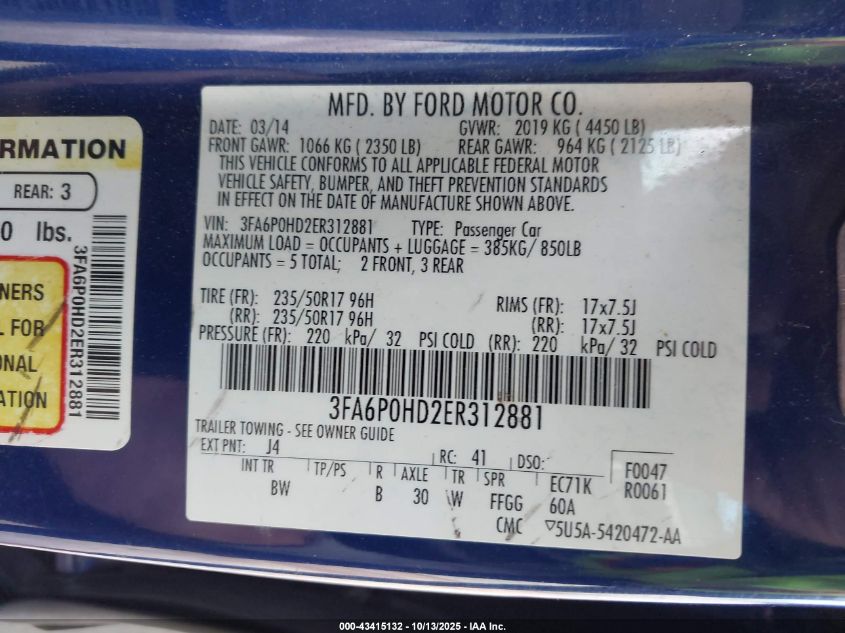 RMATION
REAR: 3
0 lbs.
NERS
L FOR
ONAL
ATION
3FA6P0HD2ER312881
MFD. BY FORD MOTOR CO.
DATE: 03/14 GVWR: 2019 KG ( 4450 LB)
FRONT GAWR: 1066 KG ( 2350 LB) REAR GAWR: 964 KG ( 2125 LB)
THIS VEHICLE CONFORMS TO ALL APPLICABLE FEDERAL MOTOR
VEHICLE SAFETY, BUMPER, AND THEFT PREVENTION STANDARDS
IN EFFECT ON THE DATE OF MANUFACTURE SHOWN ABOVE.
VIN: 3FA6P0HD2ER312881 TYPE: Passenger Car
MAXIMUM LOAD = OCCUPANTS + LUGGAGE = 385KG/ 850LB
OCCUPANTS = 5 TOTAL; 2 FRONT, 3 REAR
TIRE (FR): 235/50R17 96H RIMS (FR): 17x7.5J
(RR): 235/50R17 96H (RR): 17x7.5J
PRESSURE (FR): 220 kPa/ 32 PSI COLD (RR): 220 kPa/ 32 PSI COLD
3FA6P0HD2ER312881
TRAILER TOWING - SEE OWNER GUIDE
EXT PNT: J4 RC: 41 DSO:
INT TR TP/PS R AXLE TR SPR EC71K F0047
BW B 30 W FFGG 60A R0061
CMC ▽5U5A-5420472-AA
000-43415132 - 10/13/2025 - IAA Inc.